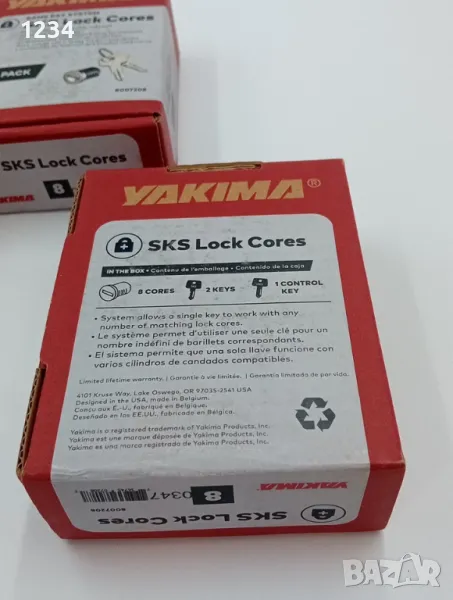 1234
SAME KEY SYSTEM
Lock Cores
PACK
8007208
SKS Lock Cores
8
YAKIMA®
SKS Lock Cores
IN THE BOX • Contenu de l'emballage • Contenido de la caja
8 CORES 2 KEYS 1 CONTROL KEY
• System allows a single key to work with any
number of matching lock cores.
• Le système permet d'utiliser une seule clé pour un
nombre indéfini de barillets correspondants.
• El sistema permite que una sola llave funcione con
varios cilindros de candados compatibles.
Limited lifetime warranty. | Garantie à vie limitée. | Garantía limitada de por vida.
4101 Kruse Way, Lake Oswego, OR 97035-2541 USA
Designed in the USA, made in Belgium.
Conçu aux É.-U., fabriqué en Belgique.
Diseñado en los EE.UU., fabricado en Bélgica.
Yakima is a registered trademark of Yakima Products, Inc.
Yakima est une marque déposée de Yakima Products, Inc.
Yakima es una marca registrada de Yakima Products, Inc.
YAKIMA
8
0347
SKS Lock Cores
8007208
BAZAR